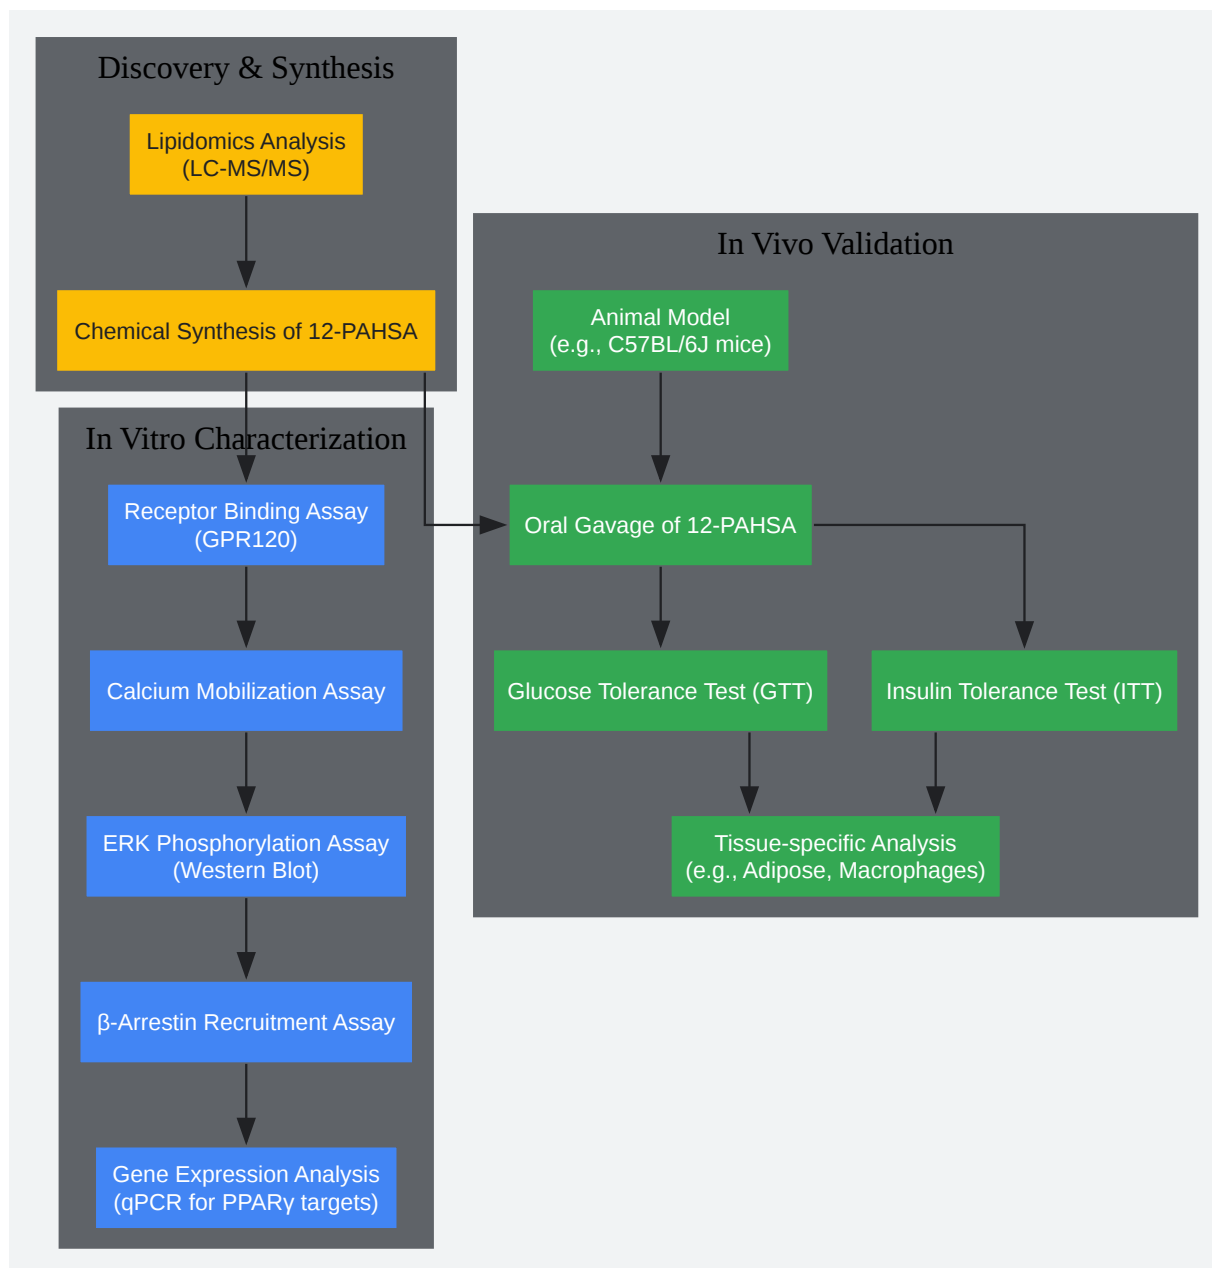 Discovery & Synthesis
Lipidomics Analysis
(LC-MS/MS)
Chemical Synthesis of 12-PAHSA
In Vitro Characterization
Receptor Binding Assay
(GPR120)
Calcium Mobilization Assay
ERK Phosphorylation Assay
(Western Blot)
β-Arrestin Recruitment Assay
Gene Expression Analysis
(qPCR for PPARγ targets)
In Vivo Validation
Animal Model
(e.g., C57BL/6J mice)
Oral Gavage of 12-PAHSA
Glucose Tolerance Test (GTT)
Insulin Tolerance Test (ITT)
Tissue-specific Analysis
(e.g., Adipose, Macrophages)